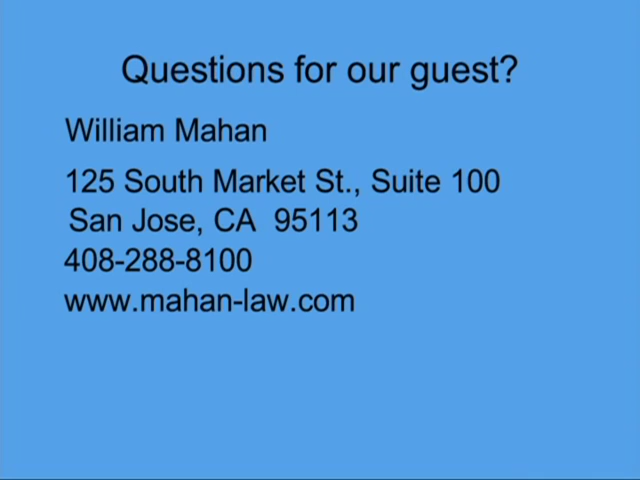 Questions for our guest?
William Mahan
125 South Market St., Suite 100
San Jose, CA  95113
408-288-8100
www.mahan-law.com